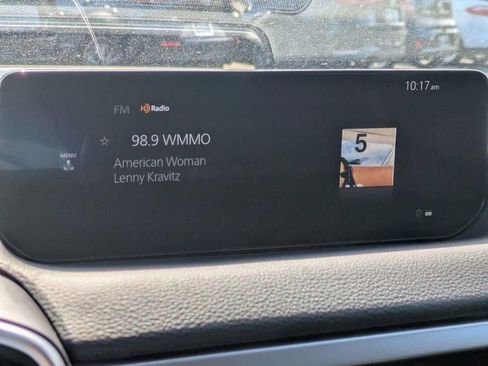 10:17 am
FM HD Radio
98.9 WMMO
MENU
American Woman
Lenny Kravitz
5